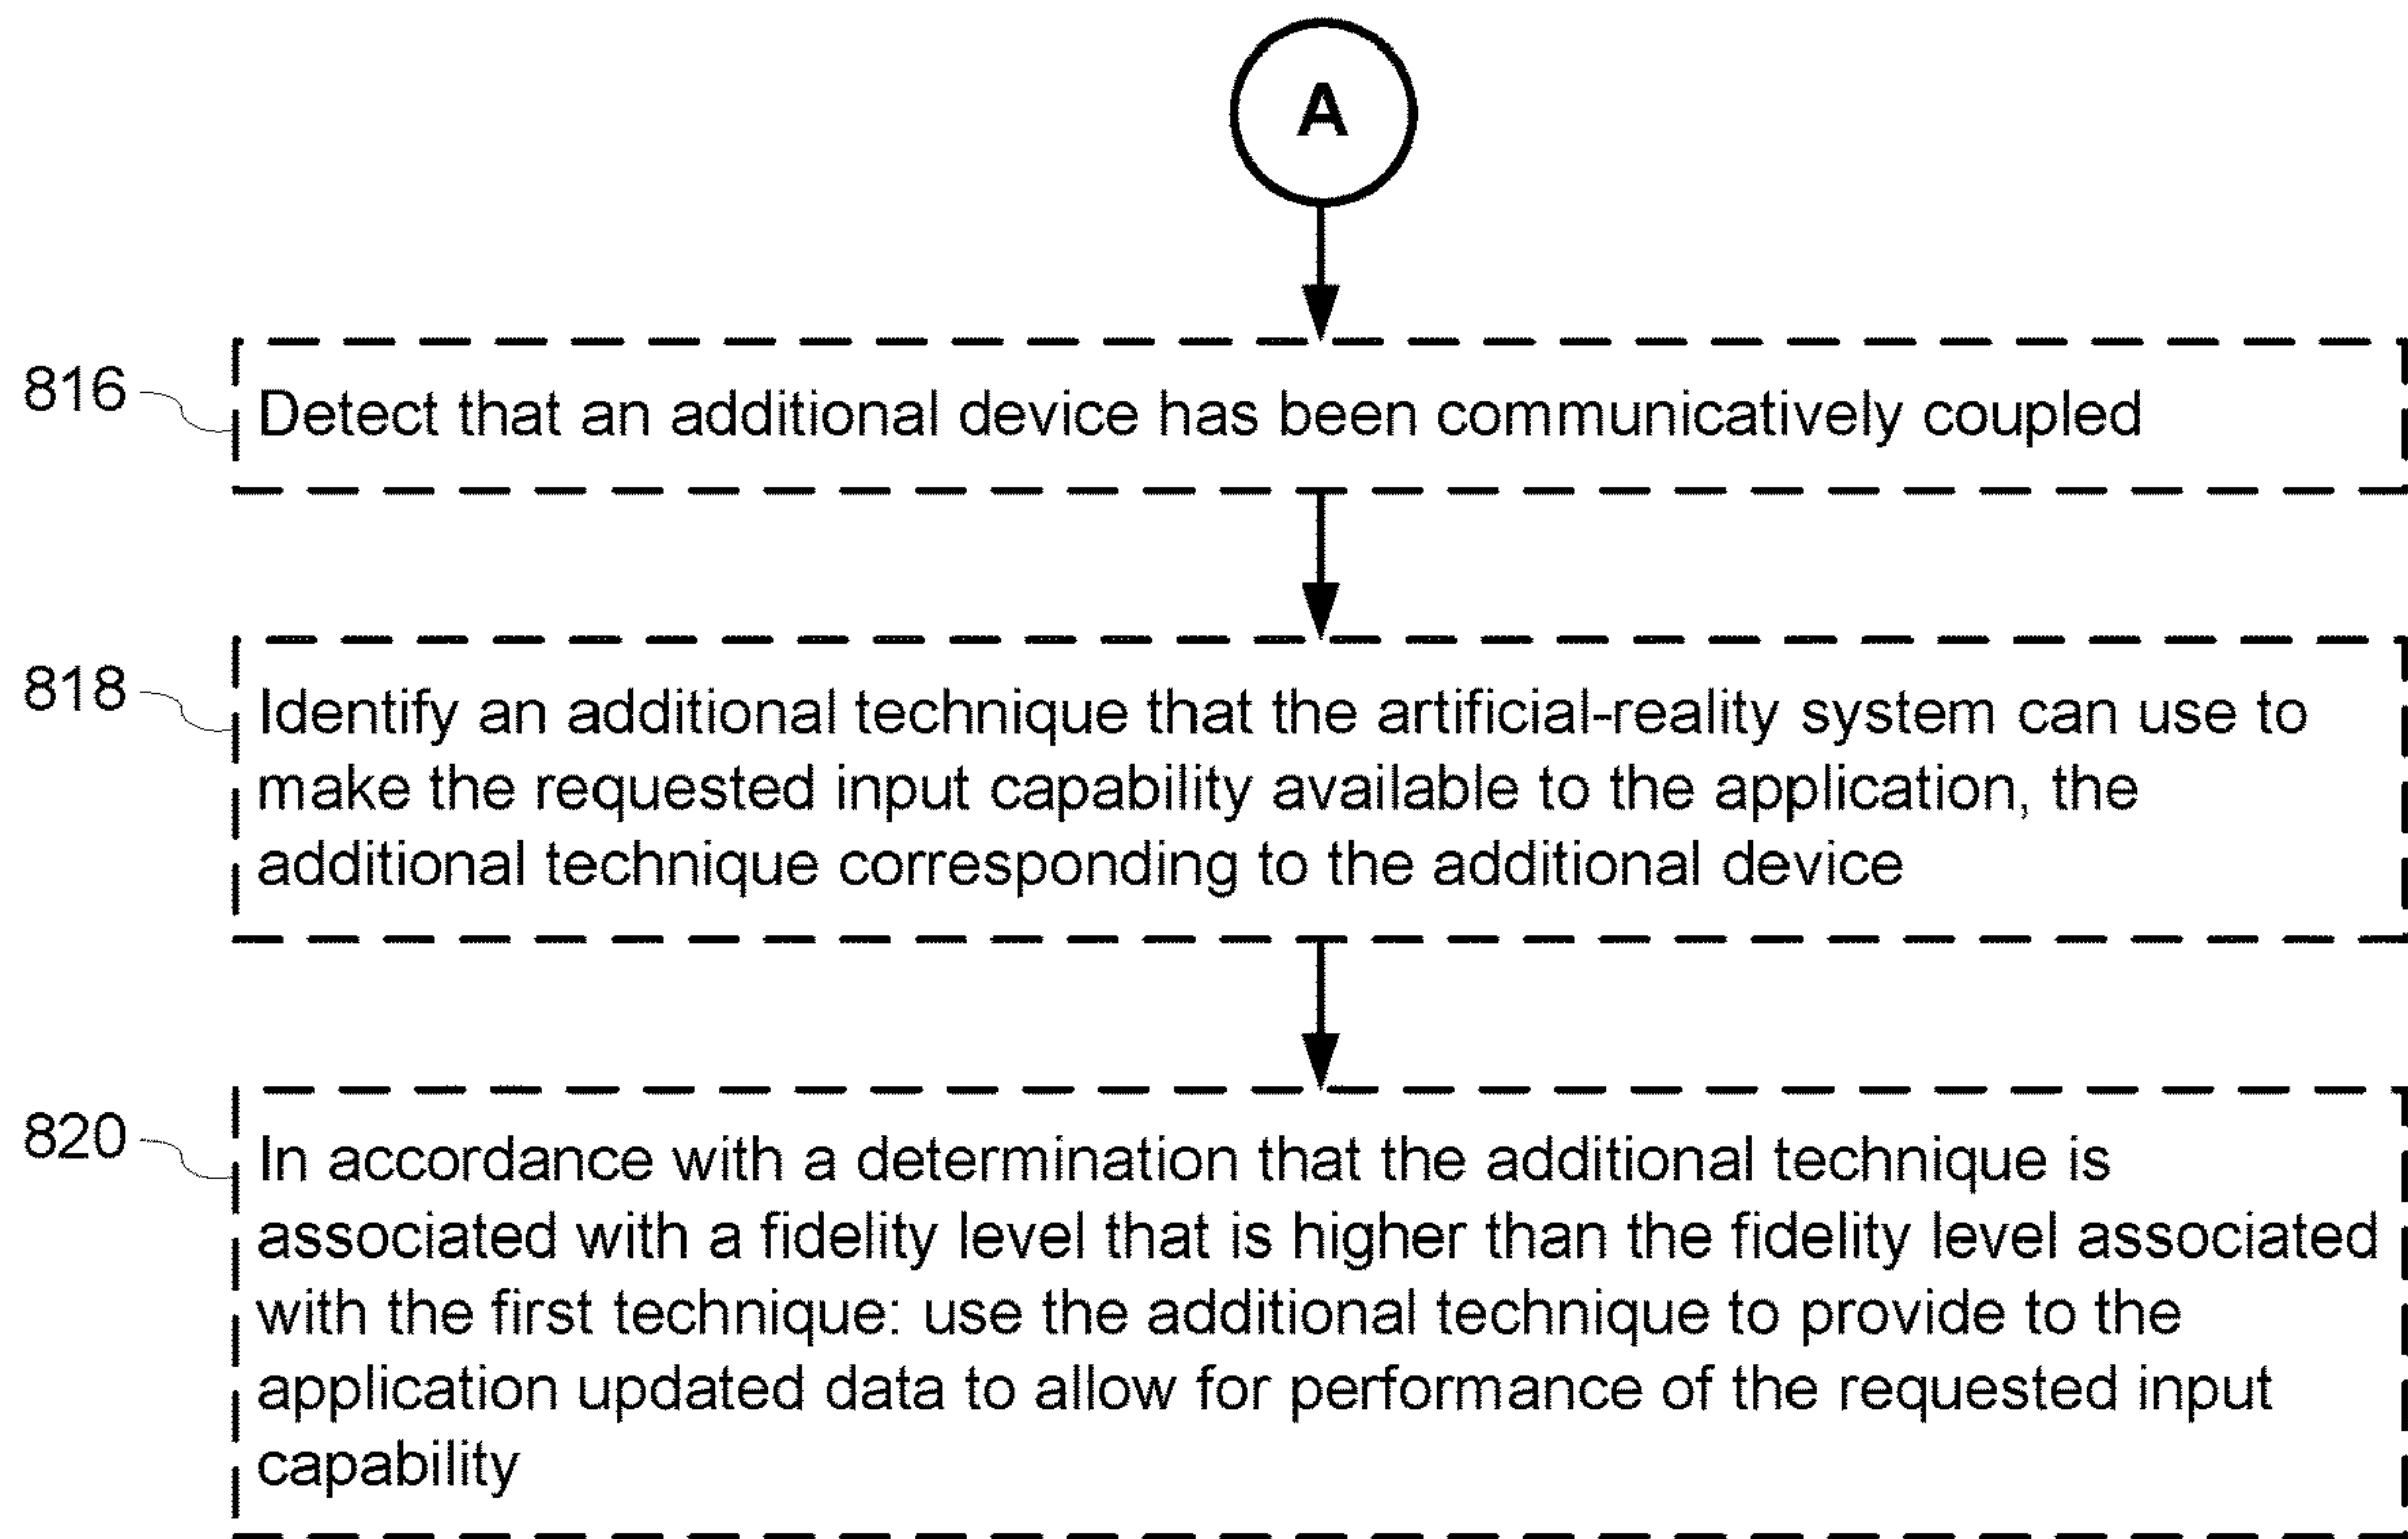 A
816
Detect that an additional device has been communicatively coupled
818
Identify an additional technique that the artificial-reality system can use to
make the requested input capability available to the application, the
additional technique corresponding to the additional device
820
In accordance with a determination that the additional technique is
associated with a fidelity level that is higher than the fidelity level associated
with the first technique: use the additional technique to provide to the
application updated data to allow for performance of the requested input
capability